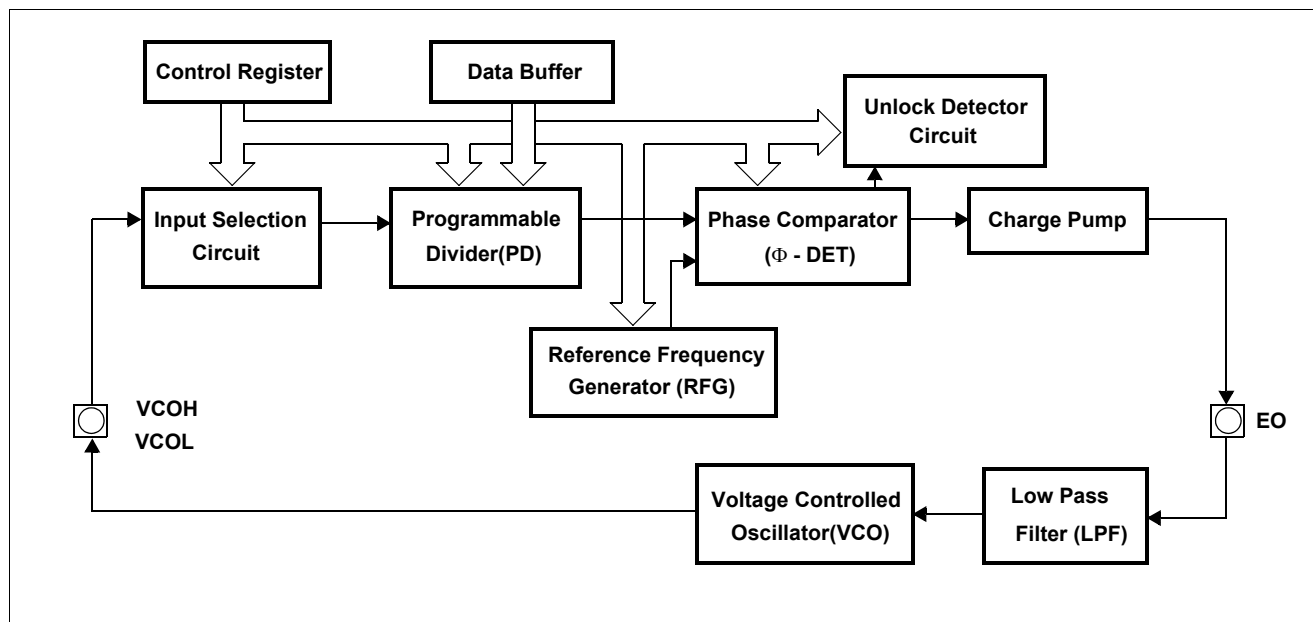 Control Register
Data Buffer
Unlock Detector
Circuit
Input Selection
Circuit
Programmable
Divider(PD)
Phase Comparator
(Φ - DET)
Charge Pump
Reference Frequency
Generator (RFG)
VCOH
VCOL
EO
Voltage Controlled
Oscillator(VCO)
Low Pass
Filter (LPF)